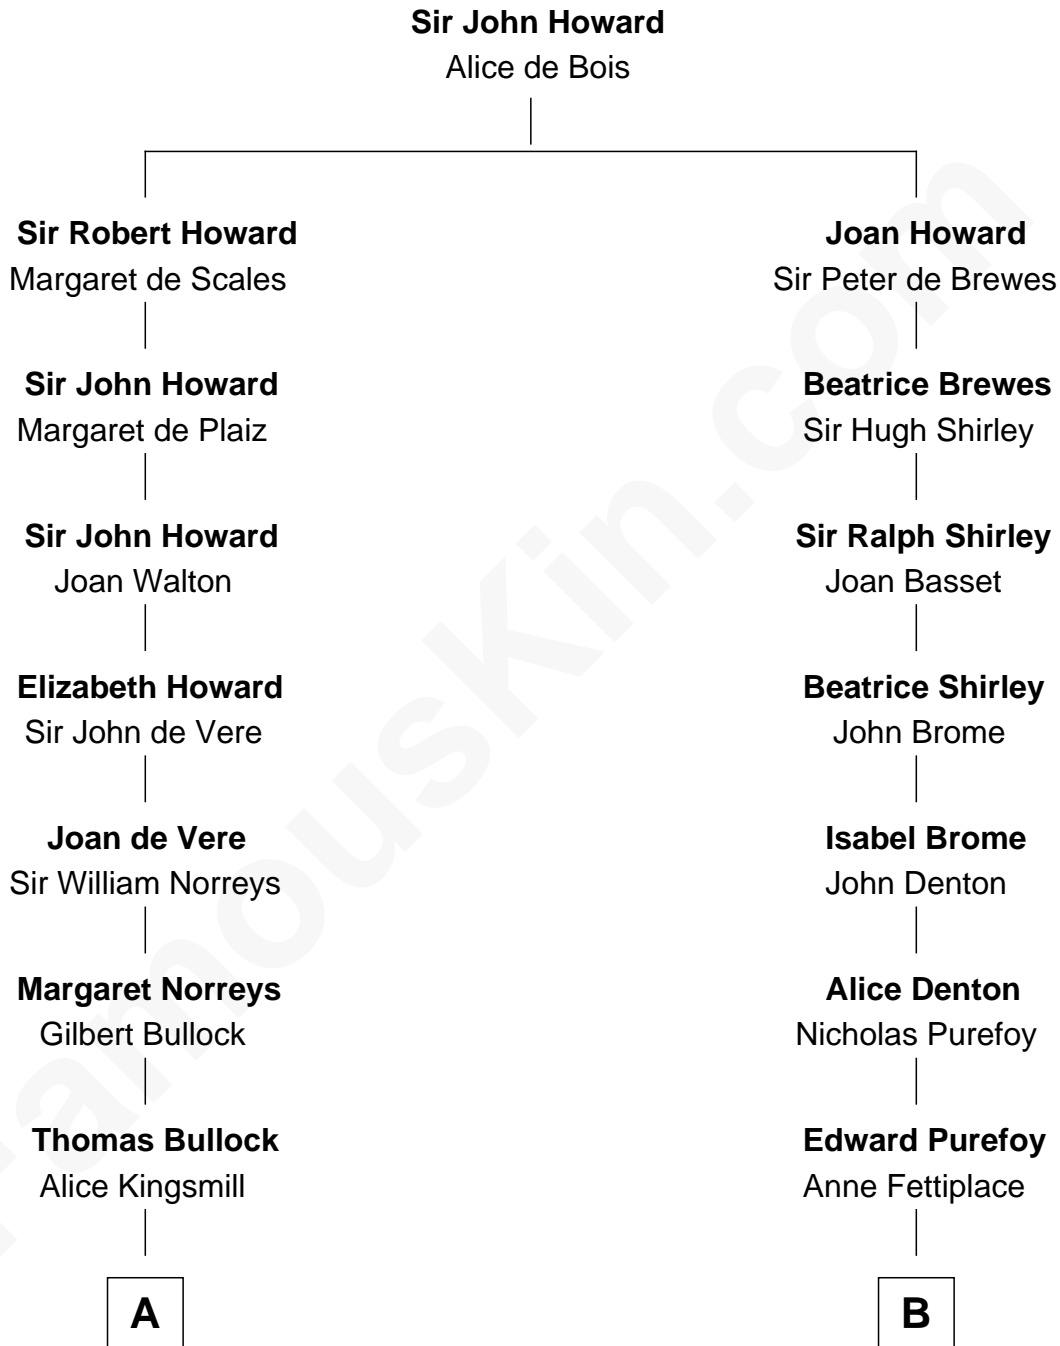 Sir John Howard
Alice de Bois
Sir Robert Howard
Margaret de Scales
Joan Howard
Sir Peter de Brewes
Sir John Howard
Margaret de Plaiz
Beatrice Brewes
Sir Hugh Shirley
Sir John Howard
Joan Walton
Sir Ralph Shirley
Joan Basset
Elizabeth Howard
Sir John de Vere
Beatrice Shirley
John Brome
Joan de Vere
Sir William Norreys
Isabel Brome
John Denton
Margaret Norreys
Gilbert Bullock
Alice Denton
Nicholas Purefoy
Thomas Bullock
Alice Kingsmill
Edward Purefoy
Anne Fettiplace
A
B
FamousKin.com